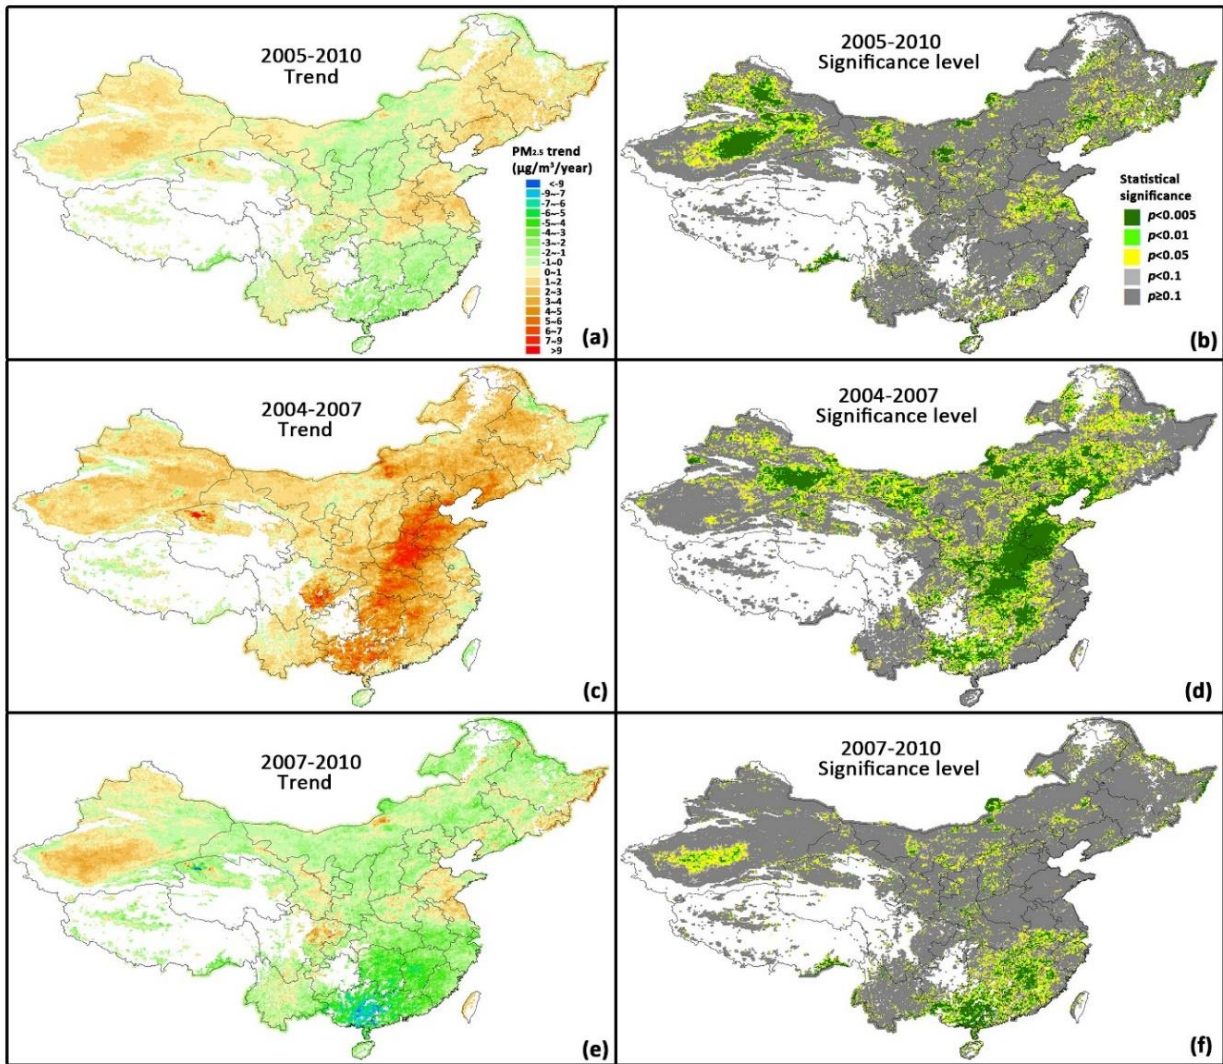 2005-2010
Trend
PM2.5 trend
(μg/m³/year)
<-9
-9~-7
-7~-6
-6~-5
-5~-4
-4~-3
-3~-2
-2~-1
-1~0
0~1
1~2
2~3
3~4
4~5
5~6
6~7
7~9
>9
(a)
2005-2010
Significance level
Statistical
significance
p<0.005
p<0.01
p<0.05
p<0.1
p≥0.1
(b)
2004-2007
Trend
(c)
2004-2007
Significance level
(d)
2007-2010
Trend
(e)
2007-2010
Significance level
(f)